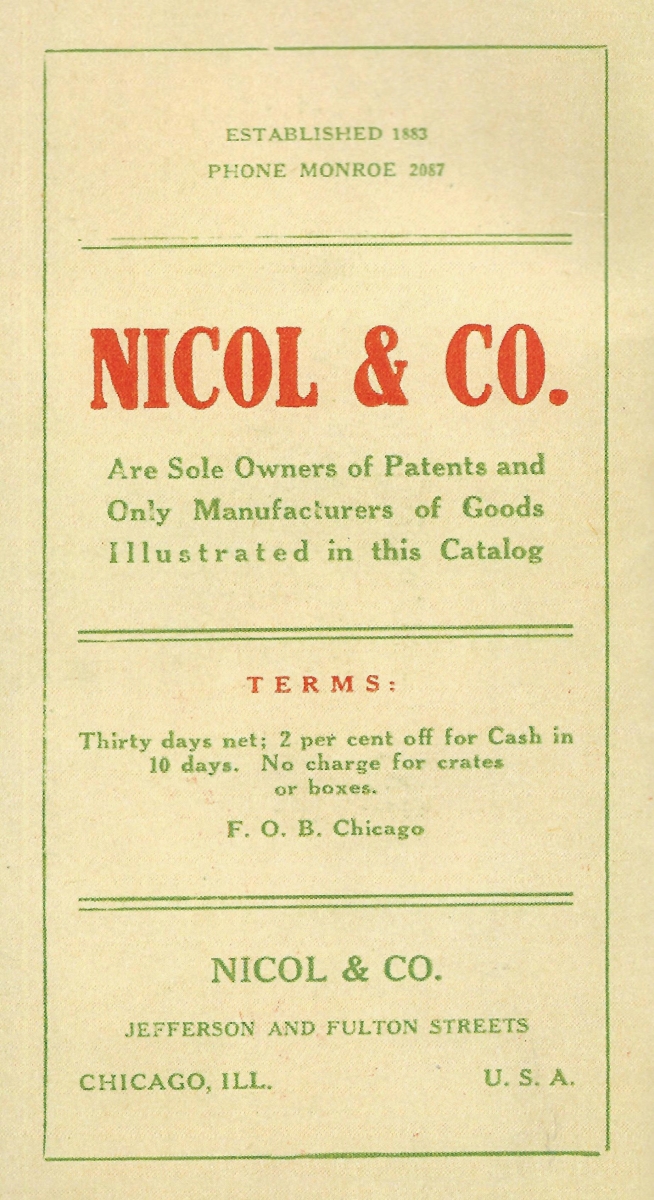 ESTABLISHED 1883
PHONE MONROE 2087
NICOL & CO.
Are Sole Owners of Patents and
Only Manufacturers of Goods
Illustrated in this Catalog
TERMS:
Thirty days net; 2 per cent off for Cash in
10 days. No charge for crates
or boxes.
F. O. B. Chicago
NICOL & CO.
JEFFERSON AND FULTON STREETS
CHICAGO, ILL. U. S. A.